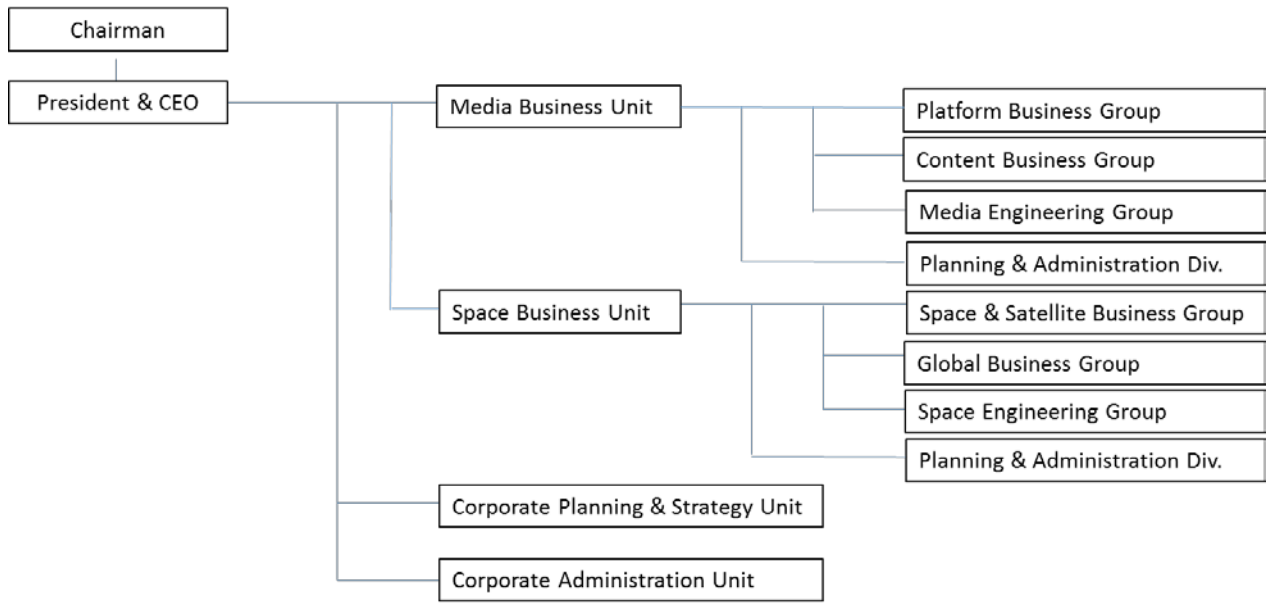 Chairman
President & CEO
Media Business Unit
Platform Business Group
Content Business Group
Media Engineering Group
Planning & Administration Div.
Space Business Unit
Space & Satellite Business Group
Global Business Group
Space Engineering Group
Planning & Administration Div.
Corporate Planning & Strategy Unit
Corporate Administration Unit